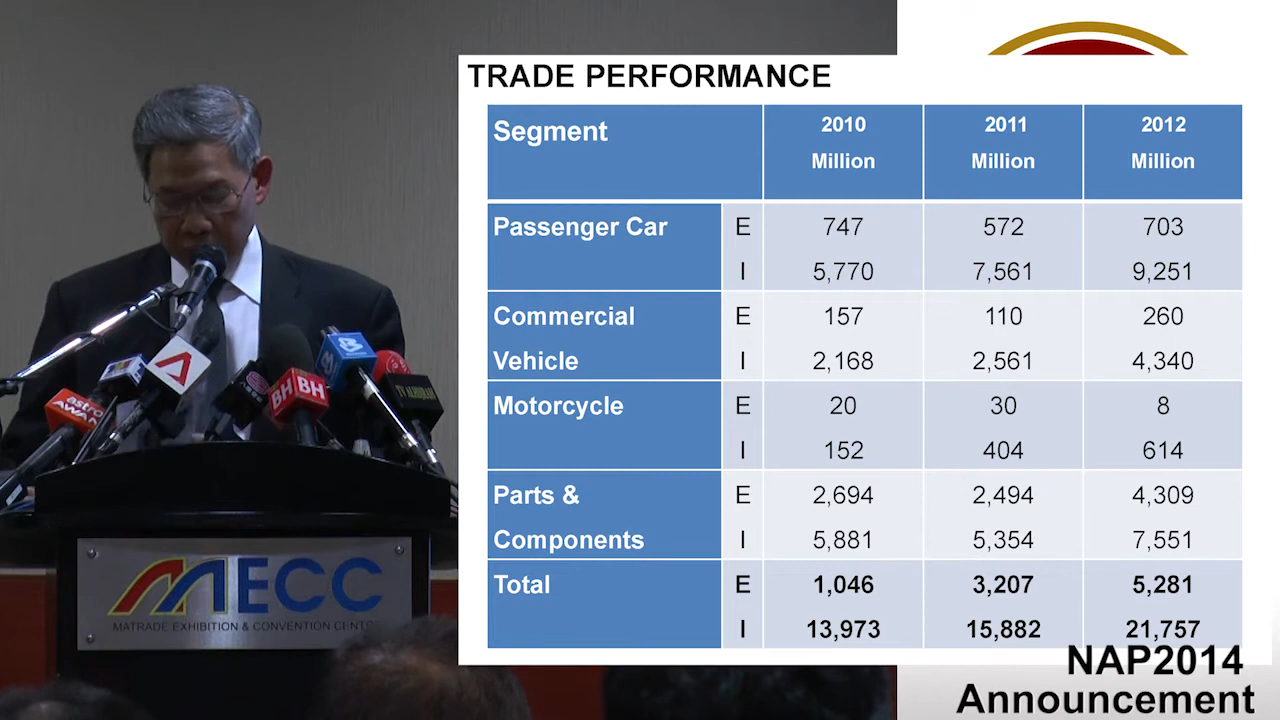 TRADE PERFORMANCE
Segment 2010 2011 2012
Million Million Million
Passenger Car E 747 572 703
I 5,770 7,561 9,251
Commercial E 157 110 260
Vehicle I 2,168 2,561 4,340
Motorcycle E 20 30 8
I 152 404 614
Parts & E 2,694 2,494 4,309
Components I 5,881 5,354 7,551
Total E 1,046 3,207 5,281
I 13,973 15,882 21,757
NAP2014
Announcement
astro
AWANI
BH BH
MECC
MATRADE EXHIBITION & CONVENTION CENTRE